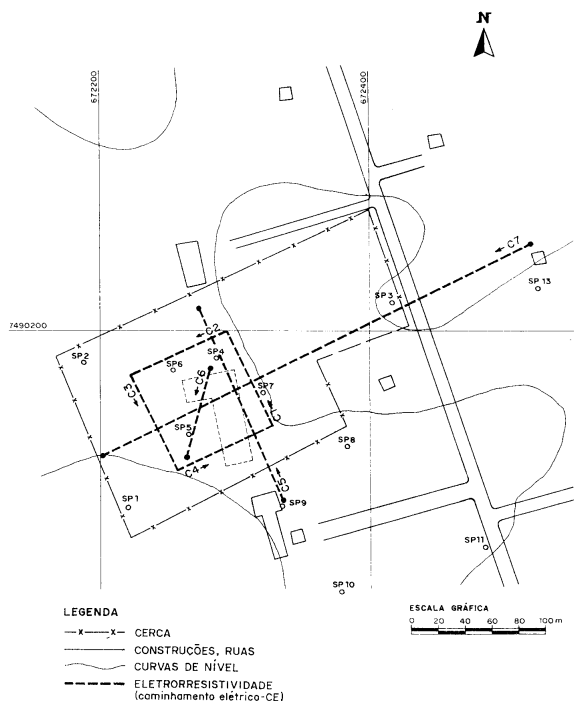 N
672200
672400
C7
SP 13
SP3
7490200
C2
SP2
SP4
SP6
C6
C3
SP7
C1
SP5
SP8
C4
C5
SP1
SP9
SP11
SP10
LEGENDA
CERCA
CONSTRUÇÕES, RUAS
CURVAS DE NÍVEL
ELETRORRESISTIVIDADE
(caminhamento elétrico-CE)
ESCALA GRÁFICA
0 20 40 60 80 100 m